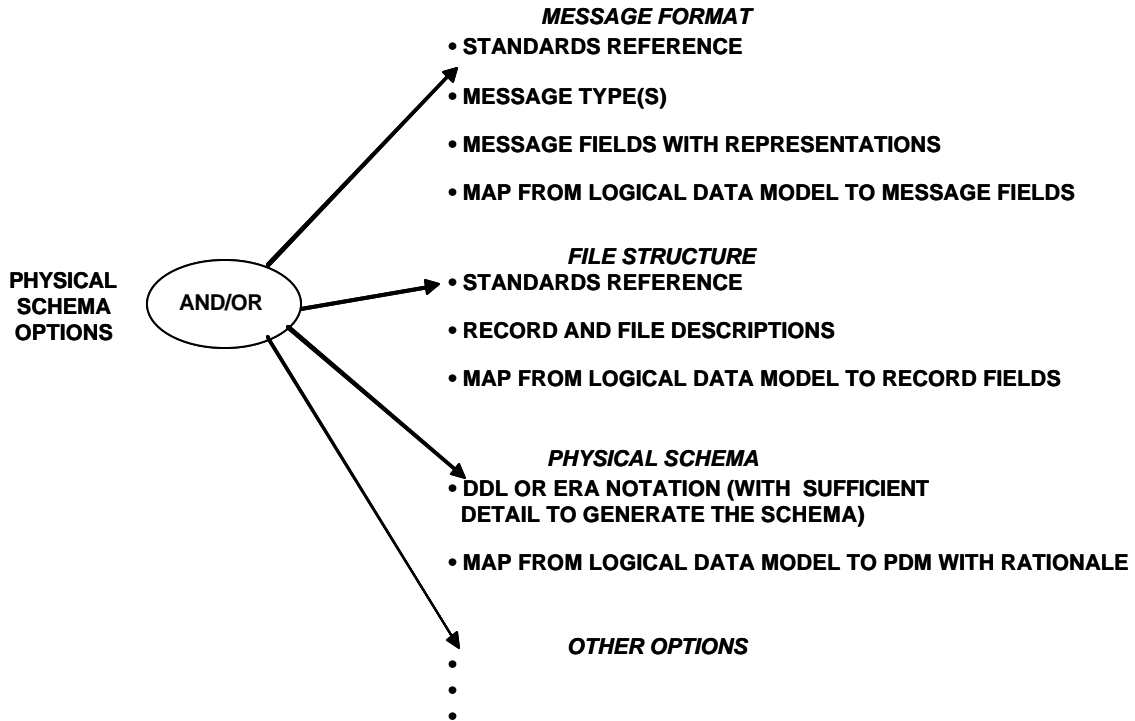 MESSAGE FORMAT
• STANDARDS REFERENCE
• MESSAGE TYPE(S)
• MESSAGE FIELDS WITH REPRESENTATIONS
• MAP FROM LOGICAL DATA MODEL TO MESSAGE FIELDS
PHYSICAL
SCHEMA
OPTIONS
AND/OR
FILE STRUCTURE
• STANDARDS REFERENCE
• RECORD AND FILE DESCRIPTIONS
• MAP FROM LOGICAL DATA MODEL TO RECORD FIELDS
PHYSICAL SCHEMA
• DDL OR ERA NOTATION (WITH SUFFICIENT
DETAIL TO GENERATE THE SCHEMA)
• MAP FROM LOGICAL DATA MODEL TO PDM WITH RATIONALE
OTHER OPTIONS
•
•
•